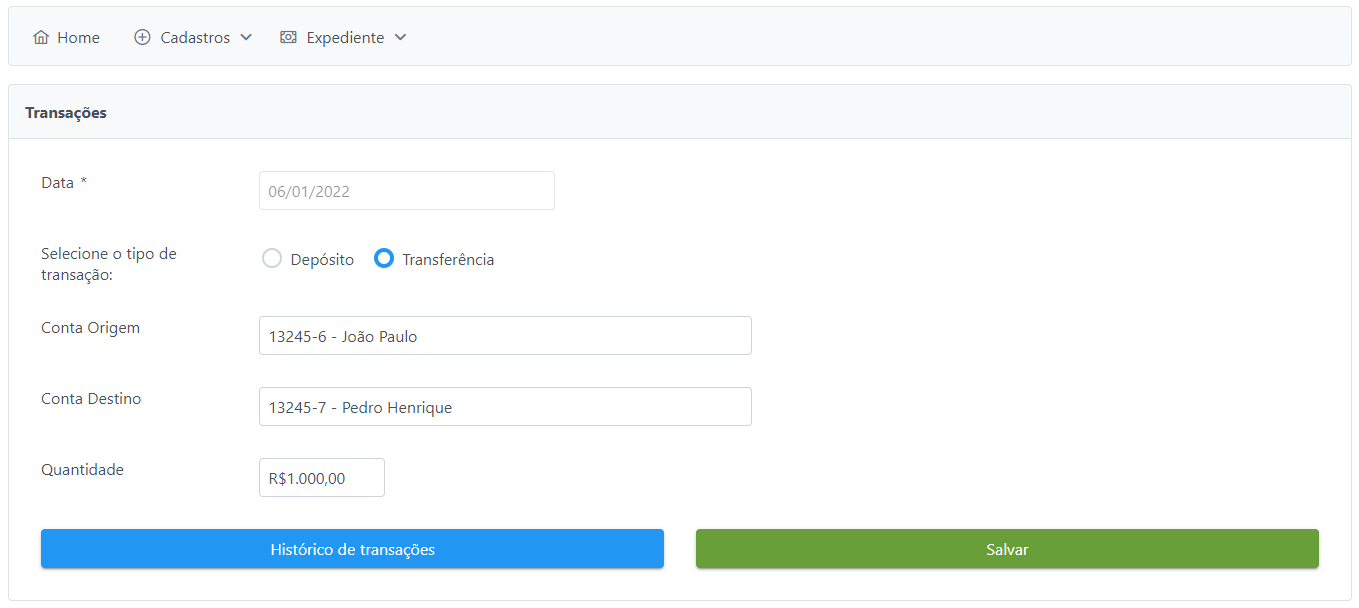 Home Cadastros Expediente
Transações
Data * 06/01/2022
Selecione o tipo de
transação:
Depósito Transferência
Conta Origem 13245-6 - João Paulo
Conta Destino 13245-7 - Pedro Henrique
Quantidade R$1.000,00
Histórico de transações Salvar